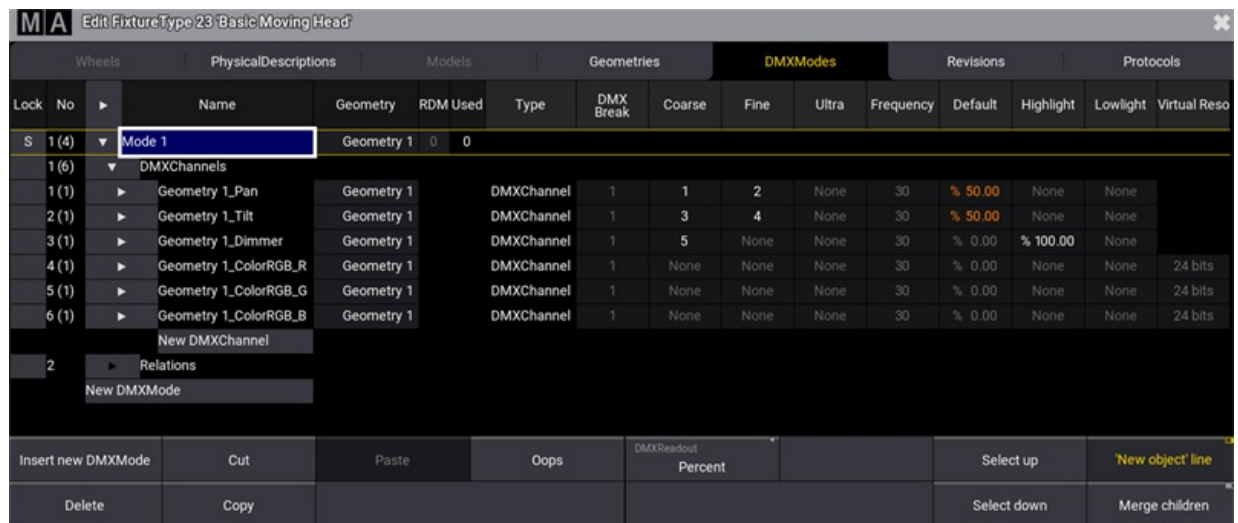 MA Edit FixtureType 23 'Basic Moving Head'
Wheels PhysicalDescriptions Models Geometries DMXModes Revisions Protocols
Lock No Name Geometry RDM Used Type DMX Break Coarse Fine Ultra Frequency Default Highlight Lowlight Virtual Reso
S 1 (4) Mode 1 Geometry 1 0 0
1 (6) DMXChannels
1 (1) Geometry 1_Pan Geometry 1 DMXChannel 1 1 2 None 30 % 50.00 None None
2 (1) Geometry 1_Tilt Geometry 1 DMXChannel 1 3 4 None 30 % 50.00 None None
3 (1) Geometry 1_Dimmer Geometry 1 DMXChannel 1 5 None None 30 % 0.00 % 100.00 None
4 (1) Geometry 1_ColorRGB_R Geometry 1 DMXChannel 1 None None None 30 % 0.00 None None 24 bits
5 (1) Geometry 1_ColorRGB_G Geometry 1 DMXChannel 1 None None None 30 % 0.00 None None 24 bits
6 (1) Geometry 1_ColorRGB_B Geometry 1 DMXChannel 1 None None None 30 % 0.00 None None 24 bits
New DMXChannel
2 Relations
New DMXMode
Insert new DMXMode Cut Paste Oops DMXReadout Percent Select up 'New object' line
Delete Copy Select down Merge children